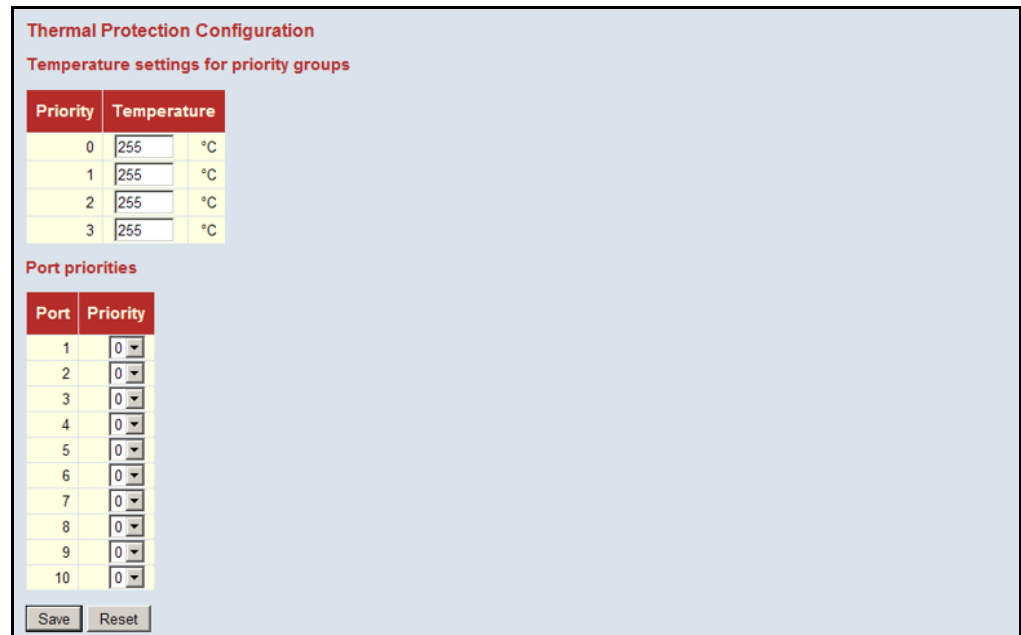 Thermal Protection Configuration
Temperature settings for priority groups
Priority Temperature
0 255 °C
1 255 °C
2 255 °C
3 255 °C
Port priorities
Port Priority
1 0
2 0
3 0
4 0
5 0
6 0
7 0
8 0
9 0
10 0
Save Reset